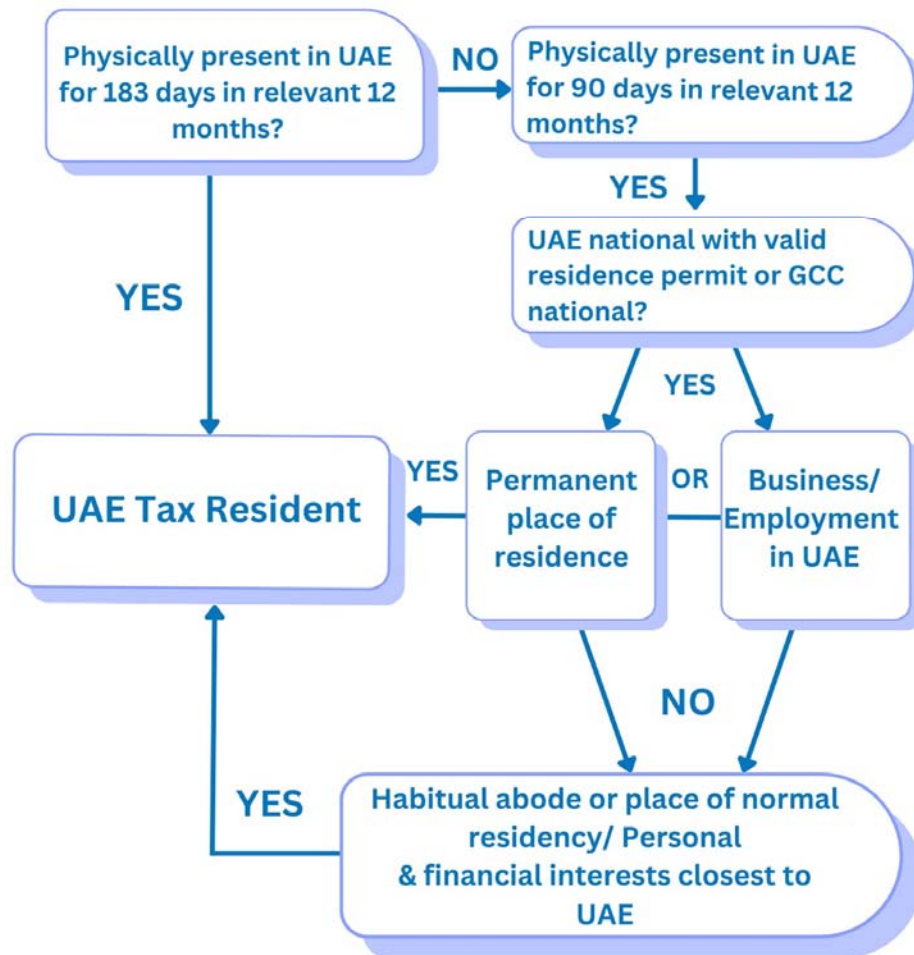 Physically present in UAE
for 183 days in relevant 12
months?
NO
Physically present in UAE
for 90 days in relevant 12
months?
YES
UAE national with valid
residence permit or GCC
national?
YES
YES
UAE Tax Resident
YES
Permanent
place of
residence
OR
Business/
Employment
in UAE
NO
YES
Habitual abode or place of normal
residency/ Personal
& financial interests closest to
UAE